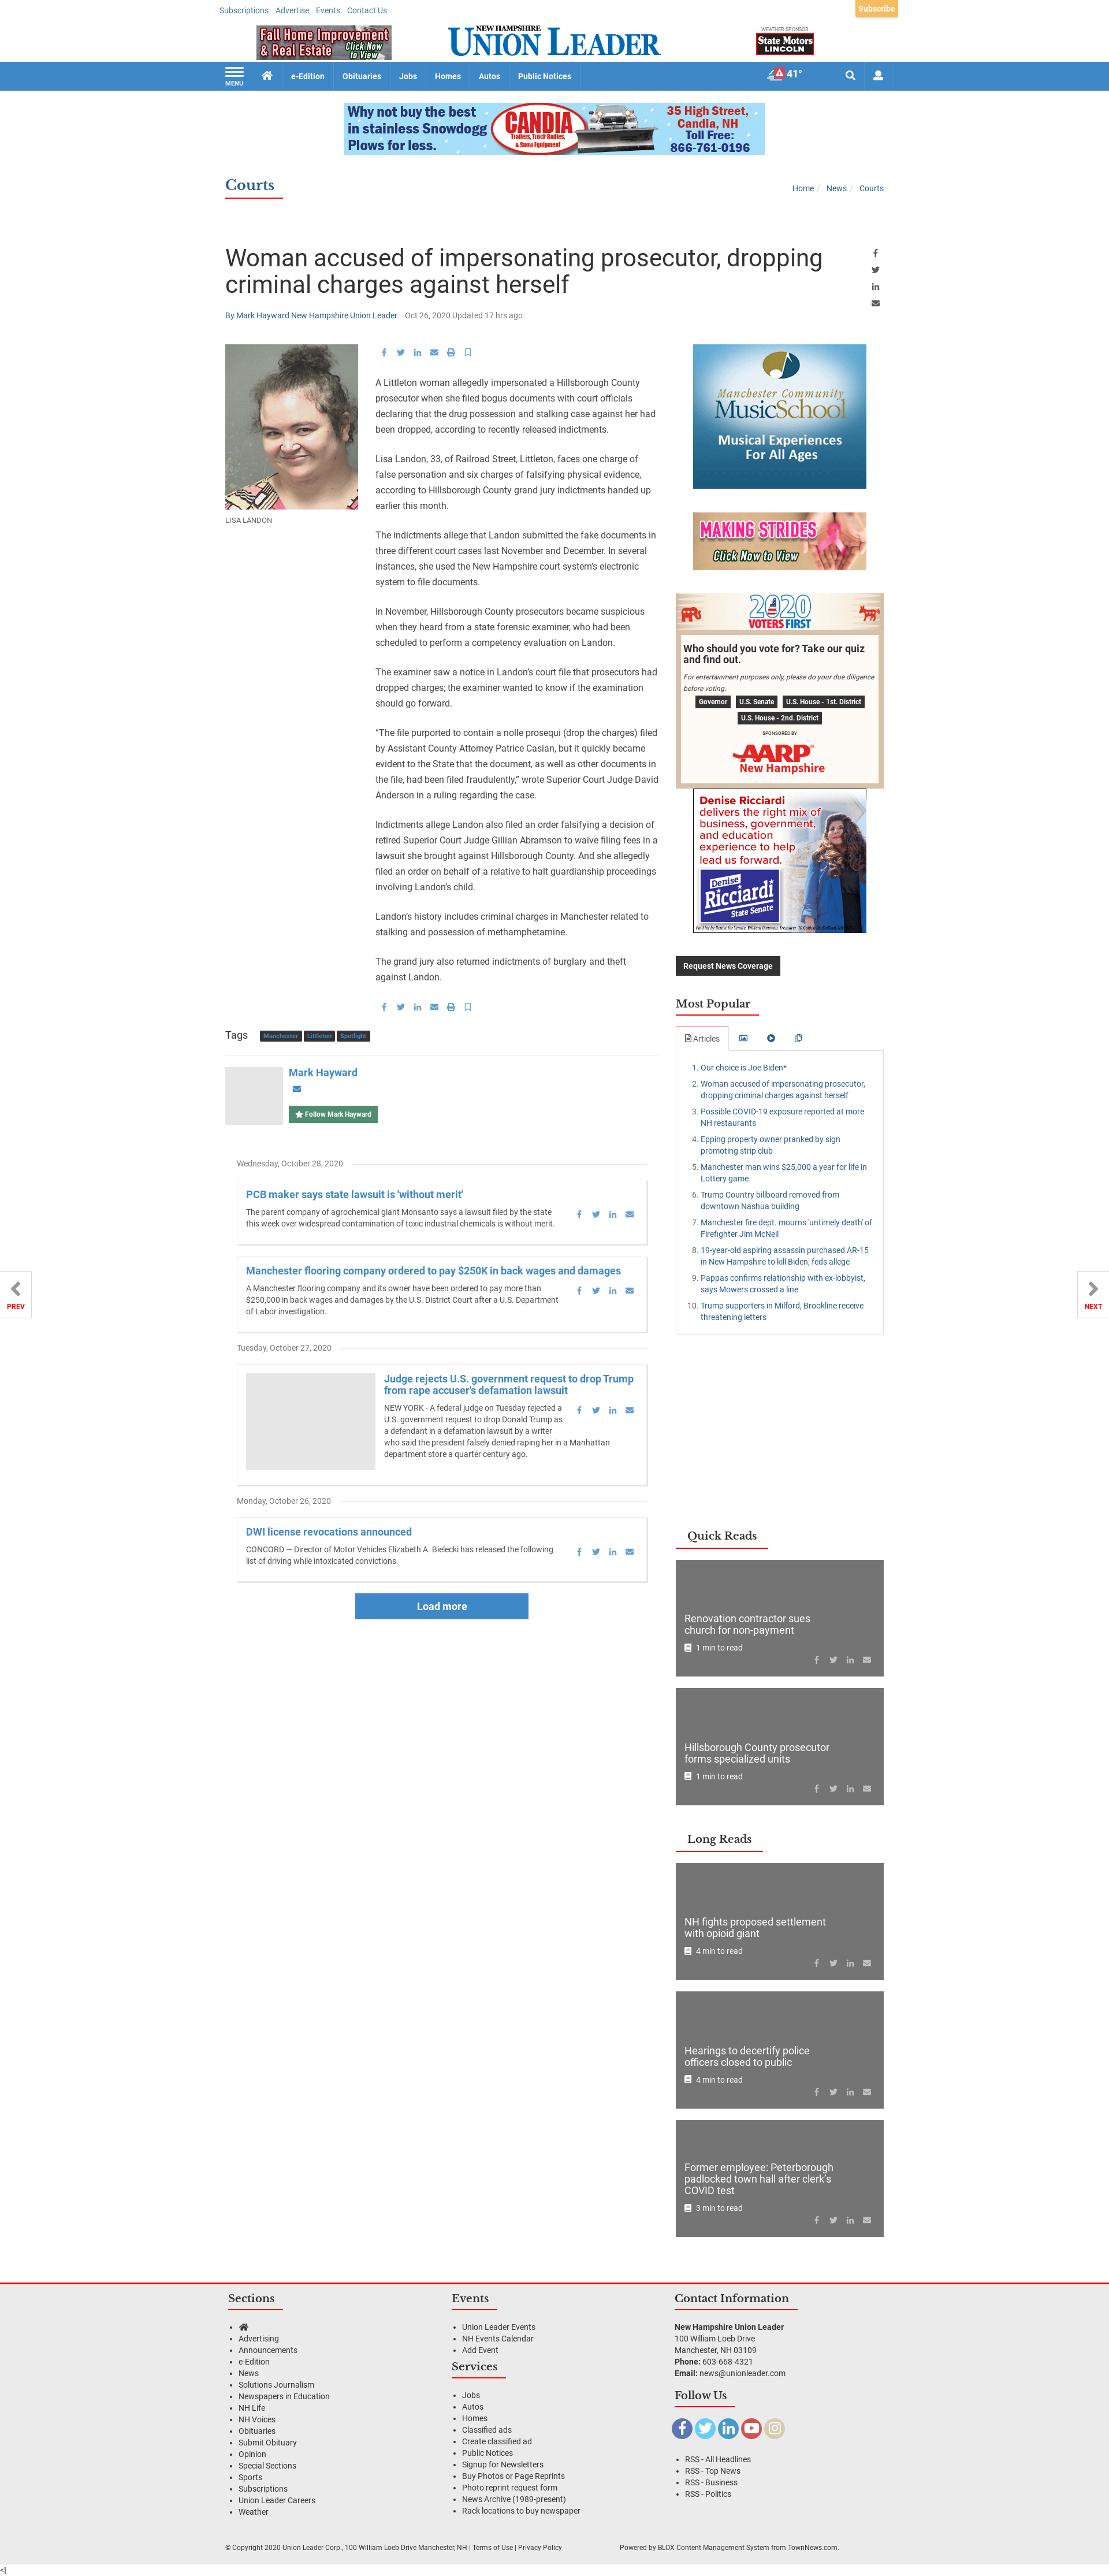 Subscriptions Advertise Events Contact Us
Subscribe
Fall Home Improvement
& Real Estate Click Now to View
NEW HAMPSHIRE
UNION LEADER
WEATHER SPONSOR
State Motors
LINCOLN
MENU
e-Edition Obituaries Jobs Homes Autos Public Notices
41°
Why not buy the best
in stainless Snowdogg
Plows for less.
CANDIA
Trailers, Truck Bodies,
& Snow Equipment
35 High Street,
Candia, NH
Toll Free:
866-761-0196
Courts
Home / News / Courts
Woman accused of impersonating prosecutor, dropping
criminal charges against herself
By Mark Hayward New Hampshire Union Leader Oct 26, 2020 Updated 17 hrs ago
LISA LANDON
A Littleton woman allegedly impersonated a Hillsborough County
prosecutor when she filed bogus documents with court officials
declaring that the drug possession and stalking case against her had
been dropped, according to recently released indictments.
Lisa Landon, 33, of Railroad Street, Littleton, faces one charge of
false personation and six charges of falsifying physical evidence,
according to Hillsborough County grand jury indictments handed up
earlier this month.
The indictments allege that Landon submitted the fake documents in
three different court cases last November and December. In several
instances, she used the New Hampshire court system’s electronic
system to file documents.
In November, Hillsborough County prosecutors became suspicious
when they heard from a state forensic examiner, who had been
scheduled to perform a competency evaluation on Landon.
The examiner saw a notice in Landon’s court file that prosecutors had
dropped charges; the examiner wanted to know if the examination
should go forward.
“The file purported to contain a nolle prosequi (drop the charges) filed
by Assistant County Attorney Patrice Casian, but it quickly became
evident to the State that the document, as well as other documents in
the file, had been filed fraudulently,” wrote Superior Court Judge David
Anderson in a ruling regarding the case.
Indictments allege Landon also filed an order falsifying a decision of
retired Superior Court Judge Gillian Abramson to waive filing fees in a
lawsuit she brought against Hillsborough County. And she allegedly
filed an order on behalf of a relative to halt guardianship proceedings
involving Landon’s child.
Landon’s history includes criminal charges in Manchester related to
stalking and possession of methamphetamine.
The grand jury also returned indictments of burglary and theft
against Landon.
Tags Manchester Littleton Spotlight
Mark Hayward
Follow Mark Hayward
Wednesday, October 28, 2020
PCB maker says state lawsuit is 'without merit'
The parent company of agrochemical giant Monsanto says a lawsuit filed by the state
this week over widespread contamination of toxic industrial chemicals is without merit.
Manchester flooring company ordered to pay $250K in back wages and damages
A Manchester flooring company and its owner have been ordered to pay more than
$250,000 in back wages and damages by the U.S. District Court after a U.S. Department
of Labor investigation.
Tuesday, October 27, 2020
Judge rejects U.S. government request to drop Trump
from rape accuser's defamation lawsuit
NEW YORK - A federal judge on Tuesday rejected a
U.S. government request to drop Donald Trump as
a defendant in a defamation lawsuit by a writer
who said the president falsely denied raping her in a Manhattan
department store a quarter century ago.
Monday, October 26, 2020
DWI license revocations announced
CONCORD — Director of Motor Vehicles Elizabeth A. Bielecki has released the following
list of driving while intoxicated convictions.
Load more
PREV
NEXT
Manchester Community
MusicSchool
Musical Experiences
For All Ages
MAKING STRIDES
Click Now to View
2020
VOTERS FIRST
Who should you vote for? Take our quiz
and find out.
For entertainment purposes only, please do your due diligence
before voting.
Governor U.S. Senate U.S. House - 1st. District
U.S. House - 2nd. District
SPONSORED BY
AARP
New Hampshire
Denise Ricciardi
delivers the right mix of
business, government,
and education
experience to help
lead us forward.
Denise
Ricciardi
State Senate
Request News Coverage
Most Popular
Articles
1. Our choice is Joe Biden*
2. Woman accused of impersonating prosecutor,
dropping criminal charges against herself
3. Possible COVID-19 exposure reported at more
NH restaurants
4. Epping property owner pranked by sign
promoting strip club
5. Manchester man wins $25,000 a year for life in
Lottery game
6. Trump Country billboard removed from
downtown Nashua building
7. Manchester fire dept. mourns 'untimely death' of
Firefighter Jim McNeil
8. 19-year-old aspiring assassin purchased AR-15
in New Hampshire to kill Biden, feds allege
9. Pappas confirms relationship with ex-lobbyist,
says Mowers crossed a line
10. Trump supporters in Milford, Brookline receive
threatening letters
Quick Reads
Renovation contractor sues
church for non-payment
1 min to read
Hillsborough County prosecutor
forms specialized units
1 min to read
Long Reads
NH fights proposed settlement
with opioid giant
4 min to read
Hearings to decertify police
officers closed to public
4 min to read
Former employee: Peterborough
padlocked town hall after clerk’s
COVID test
3 min to read
Sections
Advertising
Announcements
e-Edition
News
Solutions Journalism
Newspapers in Education
NH Life
NH Voices
Obituaries
Submit Obituary
Opinion
Special Sections
Sports
Subscriptions
Union Leader Careers
Weather
Events
Union Leader Events
NH Events Calendar
Add Event
Services
Jobs
Autos
Homes
Classified ads
Create classified ad
Public Notices
Signup for Newsletters
Buy Photos or Page Reprints
Photo reprint request form
News Archive (1989-present)
Rack locations to buy newspaper
Contact Information
New Hampshire Union Leader
100 William Loeb Drive
Manchester, NH 03109
Phone: 603-668-4321
Email: news@unionleader.com
Follow Us
RSS - All Headlines
RSS - Top News
RSS - Business
RSS - Politics
© Copyright 2020 Union Leader Corp., 100 William Loeb Drive Manchester, NH | Terms of Use | Privacy Policy
Powered by BLOX Content Management System from TownNews.com.
<]